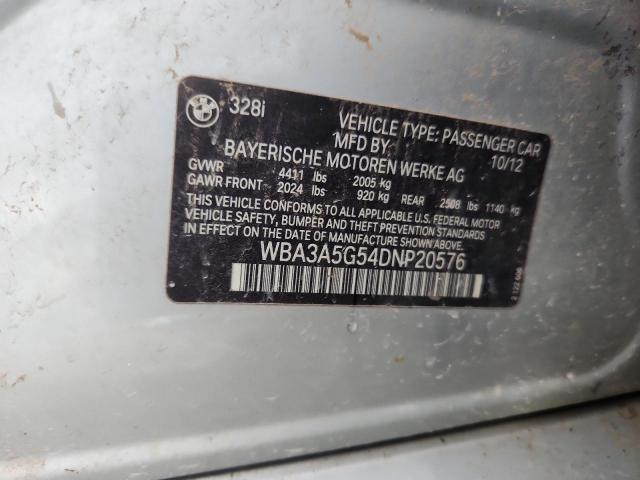 BMW 328i
VEHICLE TYPE: PASSENGER CAR
MFD BY 10/12
BAYERISCHE MOTOREN WERKE AG
GVWR 4411 lbs 2005 kg
GAWR FRONT 2024 lbs 920 kg REAR 2508 lbs 1140 kg
THIS VEHICLE CONFORMS TO ALL APPLICABLE U.S. FEDERAL MOTOR
VEHICLE SAFETY, BUMPER AND THEFT PREVENTION STANDARDS
IN EFFECT ON THE DATE OF MANUFACTURE SHOWN ABOVE.
WBA3A5G54DNP20576